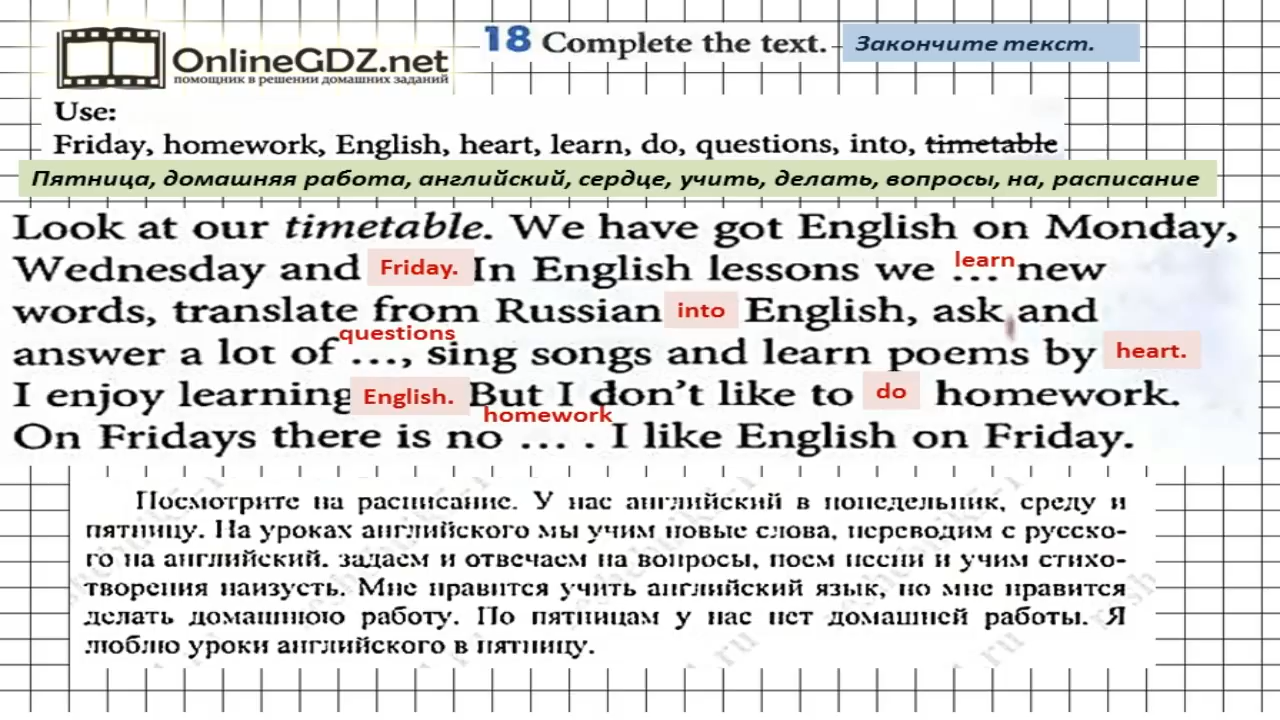 OnlineGDZ.net
помощник в решении домашних заданий
18 Complete the text. Закончите текст.
Use:
Friday, homework, English, heart, learn, do, questions, into, timetable
Пятница, домашняя работа, английский, сердце, учить, делать, вопросы, на, расписание
Look at our timetable. We have got English on Monday,
Wednesday and Friday. In English lessons we learn ... new
words, translate from Russian into English, ask and
answer a lot of questions ..., sing songs and learn poems by heart.
I enjoy learning English. But I don't like to do homework.
On Fridays there is no homework .... . I like English on Friday.
Посмотрите на расписание. У нас английский в понедельник, среду и
пятницу. На уроках английского мы учим новые слова, переводим с русско-
го на английский. задаем и отвечаем на вопросы, поем песни и учим стихо-
творения наизусть. Мне нравится учить английский язык, но мне нравится
делать домашнюю работу. По пятницам у нас нет домашней работы. Я
люблю уроки английского в пятницу.